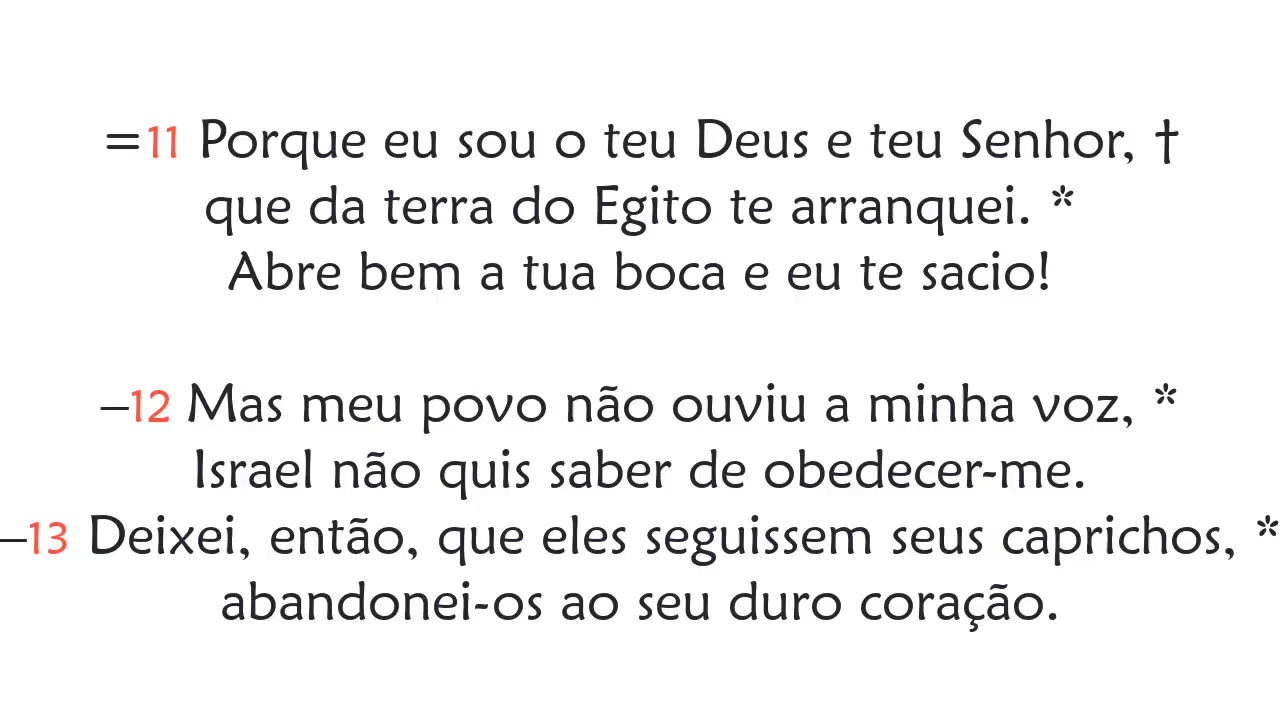 =11 Porque eu sou o teu Deus e teu Senhor, †
que da terra do Egito te arranquei. *
Abre bem a tua boca e eu te sacio!
–12 Mas meu povo não ouviu a minha voz, *
Israel não quis saber de obedecer-me.
–13 Deixei, então, que eles seguissem seus caprichos, *
abandonei-os ao seu duro coração.